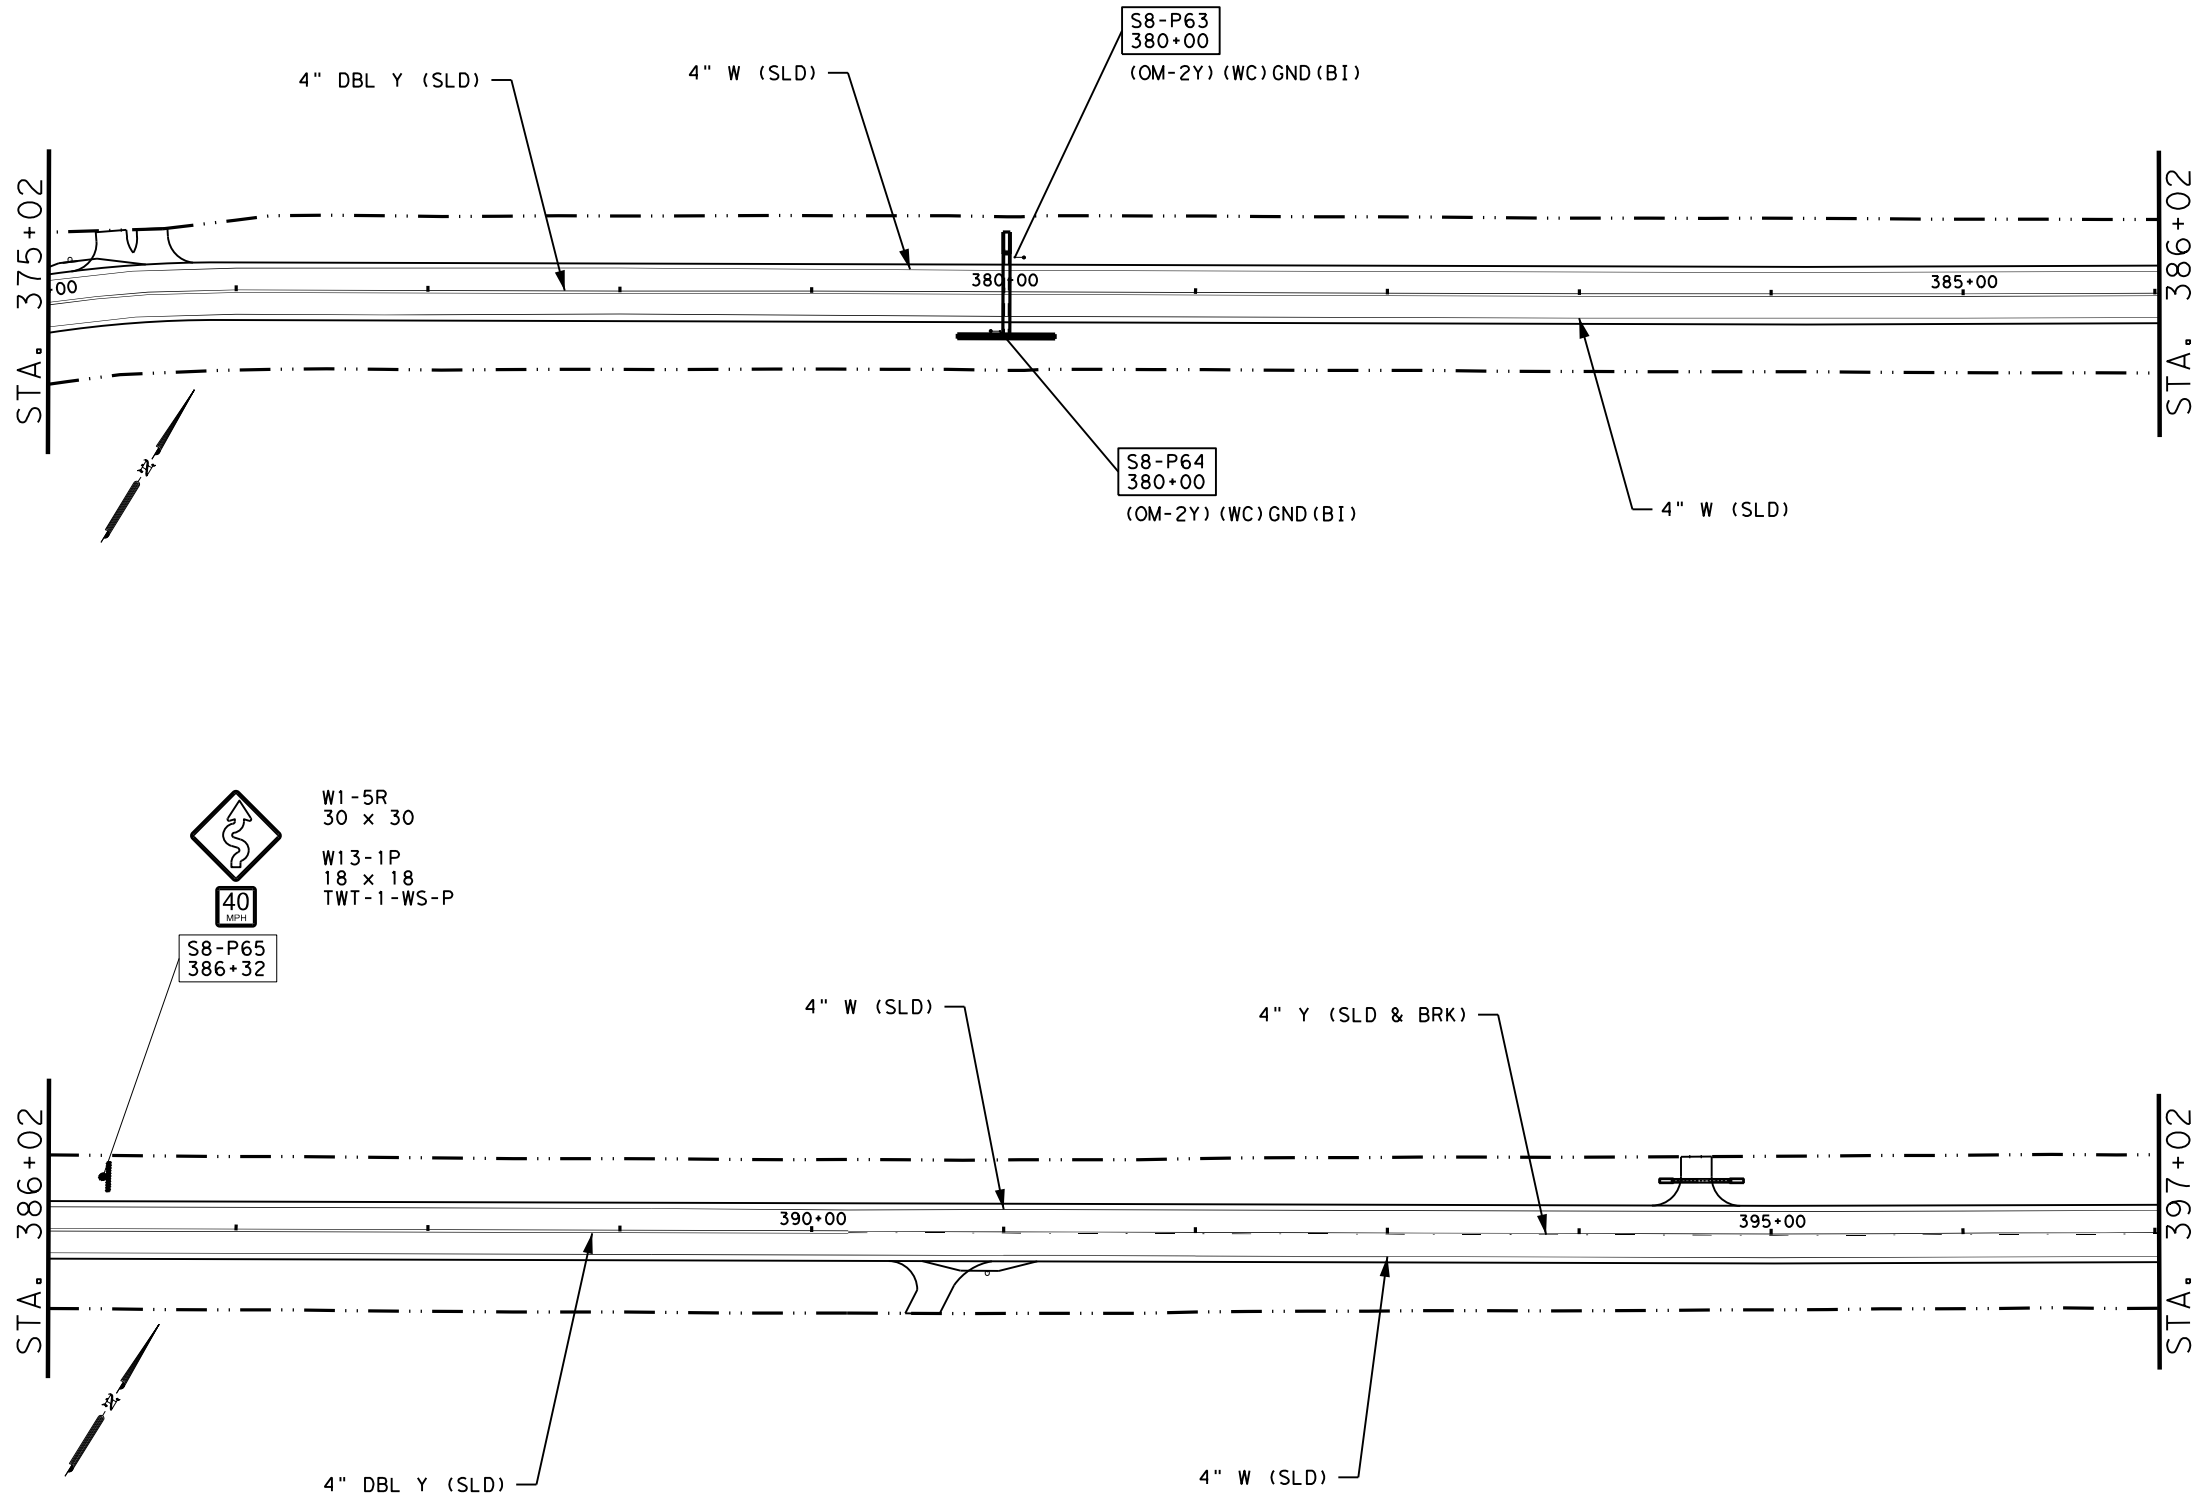 S8-P63
380+00
(OM-2Y)(WC)GND(BI)
4" DBL Y (SLD)
4" W (SLD)
STA. 375+02
+00
380+00
385+00
STA. 386+02
N
S8-P64
380+00
(OM-2Y)(WC)GND(BI)
4" W (SLD)
W1-5R
30 x 30
W13-1P
18 x 18
TWT-1-WS-P
40
MPH
S8-P65
386+32
4" W (SLD)
4" Y (SLD & BRK)
STA. 386+02
390+00
395+00
STA. 397+02
N
4" DBL Y (SLD)
4" W (SLD)